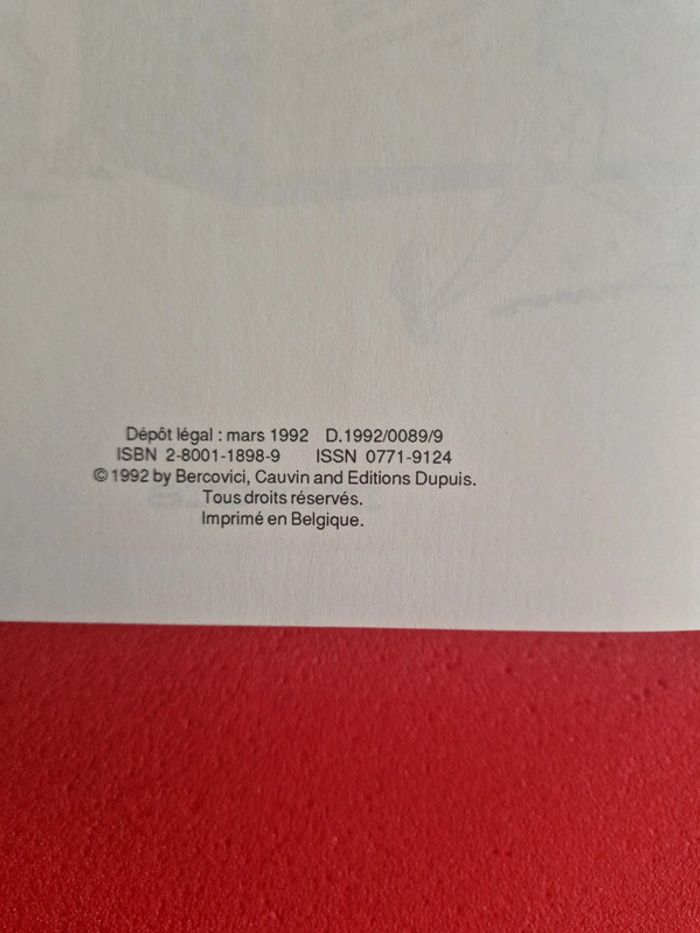 Dépôt légal : mars 1992 D.1992/0089/9
ISBN 2-8001-1898-9 ISSN 0771-9124
© 1992 by Bercovici, Cauvin and Editions Dupuis.
Tous droits réservés.
Imprimé en Belgique.